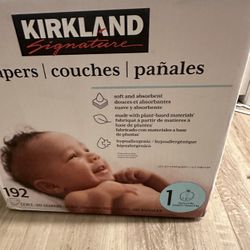 KIRKLAND
Signature
apers | couches | pañales
soft and absorbent
douces et absorbantes
suave y absorbente
made with plant-based materials
fabriqué à partir de matières à
base de plantes
fabricado con materiales a
base de plantas
hypoallergenic / hypoallergénique
hipoalergénico
192
1